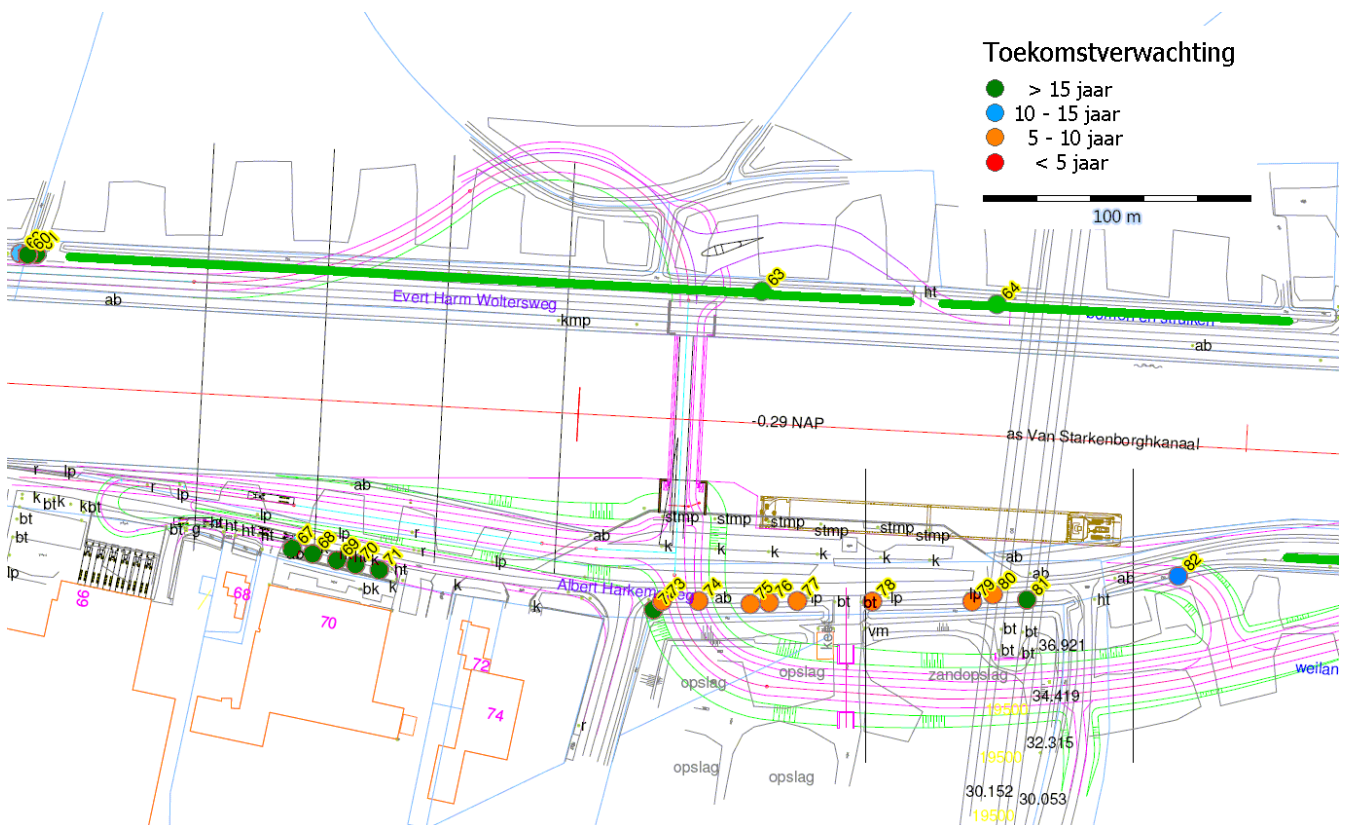 Toekomstverwachting
> 15 jaar
10 - 15 jaar
5 - 10 jaar
< 5 jaar
100 m
60
63
64
ht
ab
Evert Harm Woltersweg
kmp
bomen en struiken
ab
-0.29 NAP
as Van Starkenborghkanaal
r
lp
r
lp
ab
k
bt
k
kbt
bt
bt
lp
bt
g
ht
ht
ht
lp
lp
r
r
lp
67
68
69
70
71
ht
k
ht
bk
k
k
k
ab
stmp
stmp
stmp
stmp
stmp
stmp
k
k
k
k
k
k
ab
ab
ab
Albert Harkemaweg
73
74
ab
75
76
77
lp
bt
78
bt
lp
lp
79
80
81
82
ht
vm
keet
bt
bt
bt
bt
36.921
34.419
32.315
30.152
30.053
19500
19500
19500
weilan
66
68
70
72
74
r
opslag
opslag
zandopslag
opslag
opslag